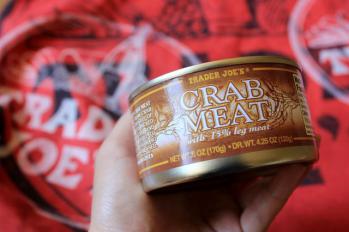 TRADER JOE'S
CRAB
MEAT
with 15% leg meat
NET WT. 6 OZ (170g) • DR. WT. 4.25 OZ (120g)
TRAD
JOE'